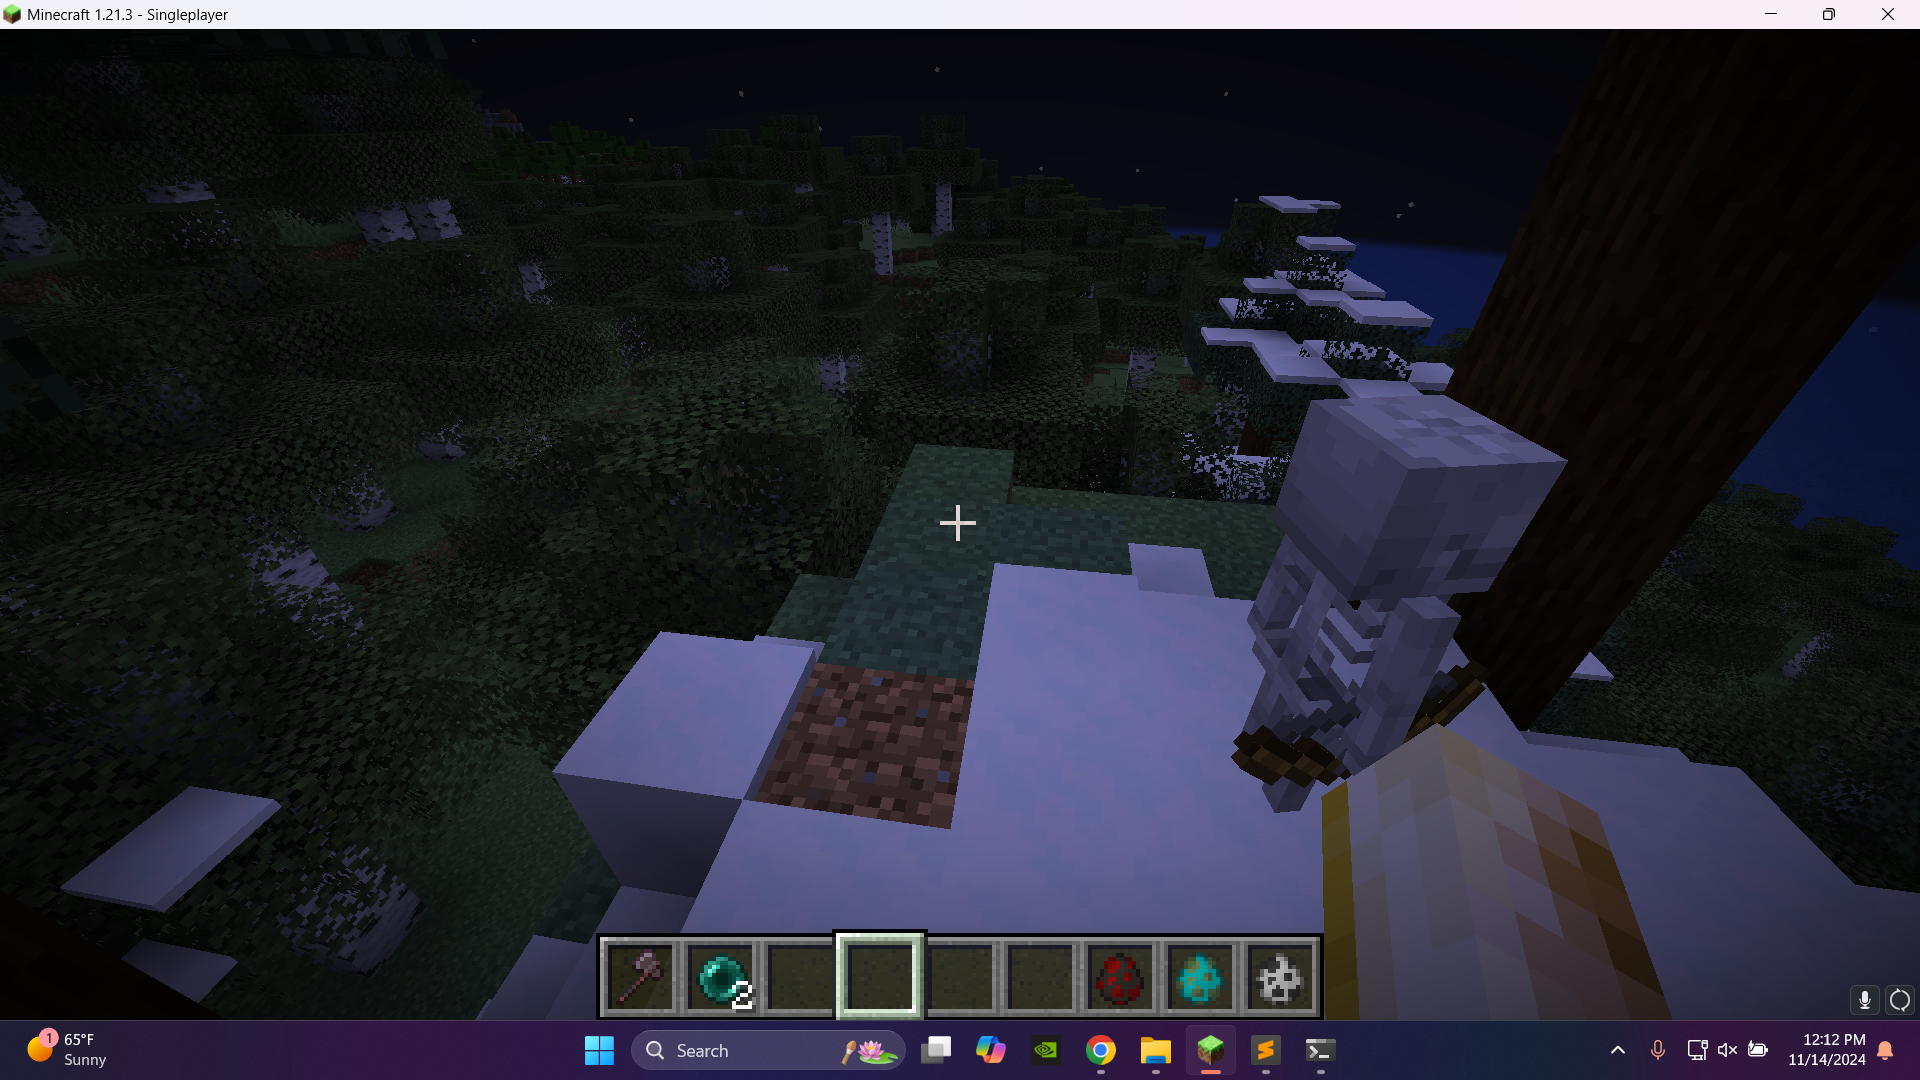 Minecraft 1.21.3 - Singleplayer
2
1
65°F
Sunny
Search
12:12 PM
11/14/2024